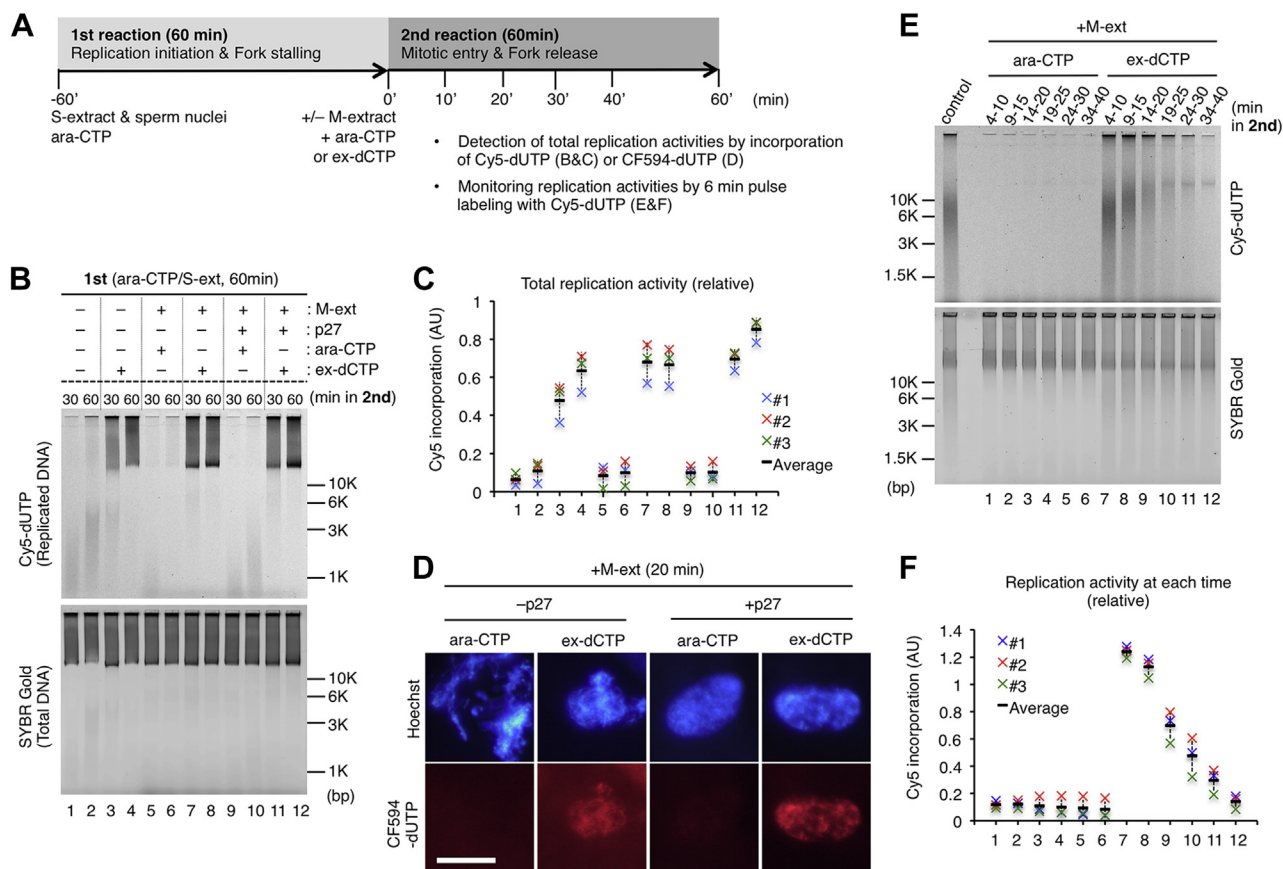 A
1st reaction (60 min)
Replication initiation & Fork stalling
2nd reaction (60min)
Mitotic entry & Fork release
-60’ 0’ 10’ 20’ 30’ 40’ 60’ (min)
S-extract & sperm nuclei
ara-CTP
+/– M-extract
+ ara-CTP
or ex-dCTP
• Detection of total replication activities by incorporation
of Cy5-dUTP (B&C) or CF594-dUTP (D)
• Monitoring replication activities by 6 min pulse
labeling with Cy5-dUTP (E&F)
B
1st (ara-CTP/S-ext, 60min)
– – + + + + : M-ext
– – – – + + : p27
– – + – + – : ara-CTP
– + – + – + : ex-dCTP
30 60 30 60 30 60 30 60 30 60 30 60 (min in 2nd)
Cy5-dUTP
(Replicated DNA)
10K
6K
3K
1K
SYBR Gold
(Total DNA)
10K
6K
3K
1K
(bp)
1 2 3 4 5 6 7 8 9 10 11 12
C
Total replication activity (relative)
Cy5 incorporation (AU)
1
0.8
0.6
0.4
0.2
0
#1
#2
#3
Average
1 2 3 4 5 6 7 8 9 10 11 12
D
+M-ext (20 min)
–p27 +p27
ara-CTP ex-dCTP ara-CTP ex-dCTP
Hoechst
CF594
-dUTP
E
+M-ext
ara-CTP ex-dCTP
control 4-10 9-15 14-20 19-25 24-30 34-40 4-10 9-15 14-20 19-25 24-30 34-40 (min
in 2nd)
10K
6K
3K
1.5K
Cy5-dUTP
10K
6K
3K
1.5K
SYBR Gold
(bp)
1 2 3 4 5 6 7 8 9 10 11 12
F
Replication activity at each time
(relative)
Cy5 incorporation (AU)
1.4
1.2
1
0.8
0.6
0.4
0.2
0
#1
#2
#3
Average
1 2 3 4 5 6 7 8 9 10 11 12